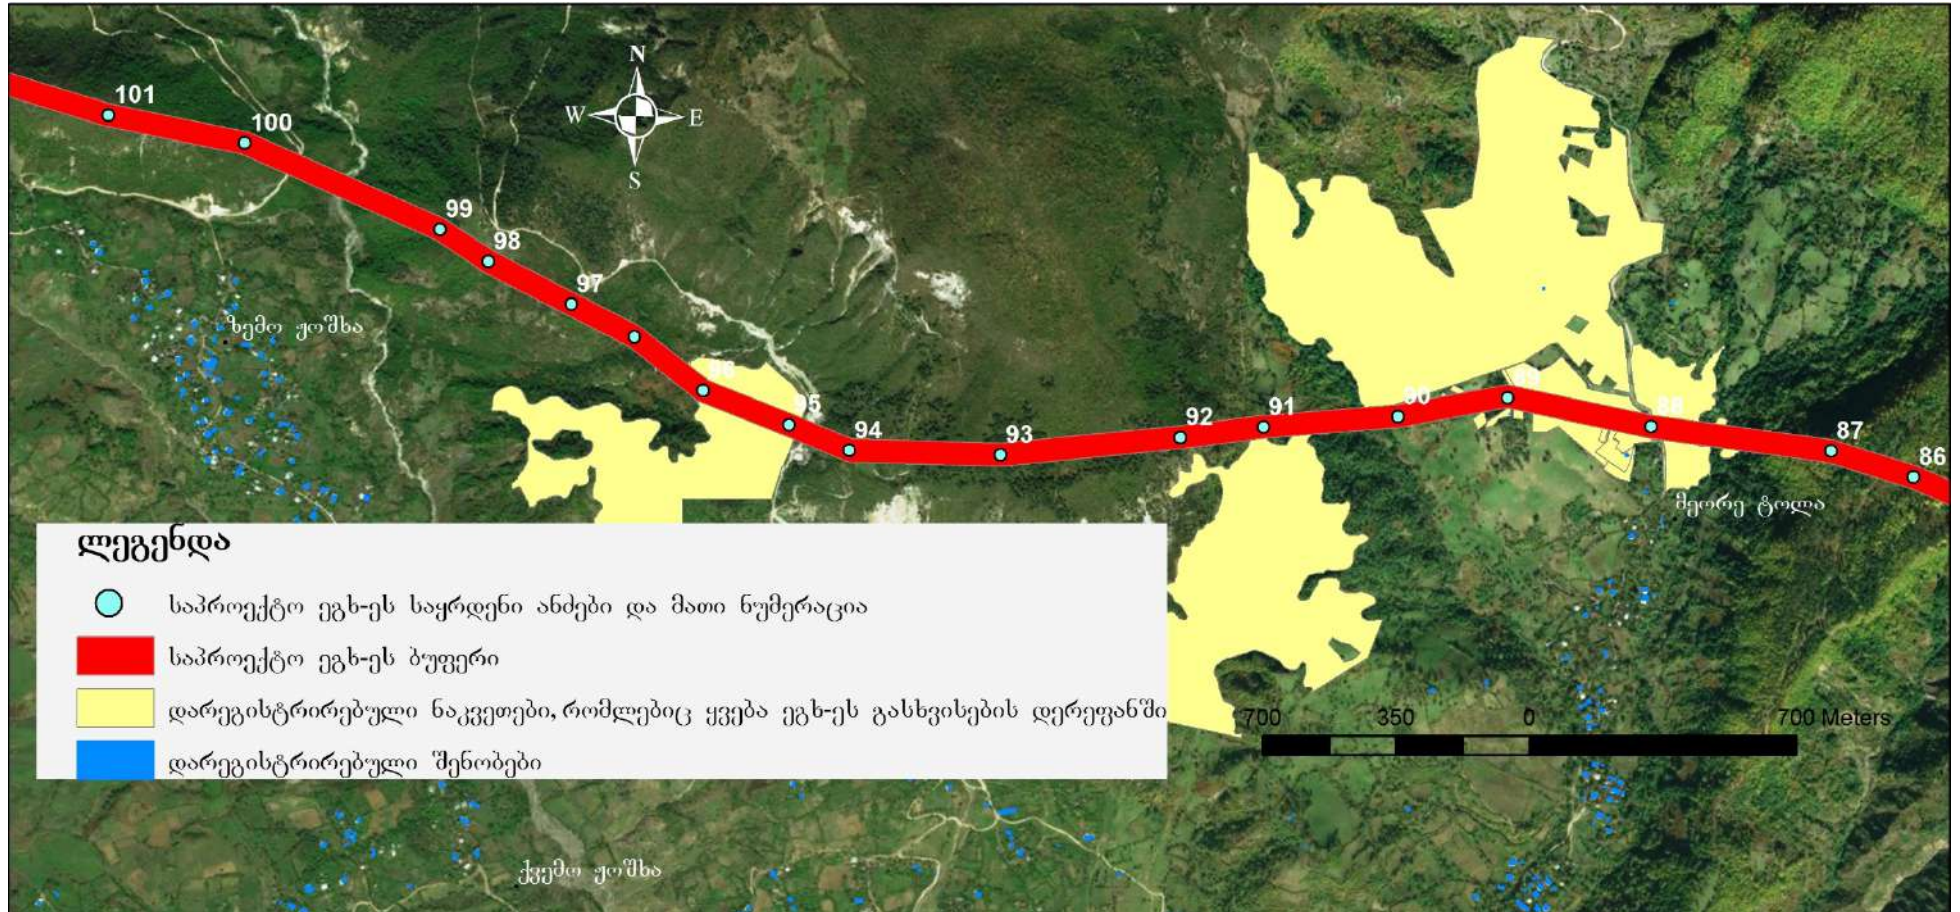 N
W E
S
101
100
99
98
97
96
95
94
93
92
91
90
89
88
87
86
ზემო ჟოშხა
მეორე ტოლა
ლეგენდა
საპროექტო ეგხ-ეს საყრდენი ანძები და მათი ნუმერაცია
საპროექტო ეგხ-ეს ბუფერი
დარეგისტრირებული ნაკვეთები, რომლებიც ყვება ეგხ-ეს გასხვისების დერეფანში
დარეგისტრირებული შენობები
700 350 0 700 Meters
ქვემო ჟოშხა